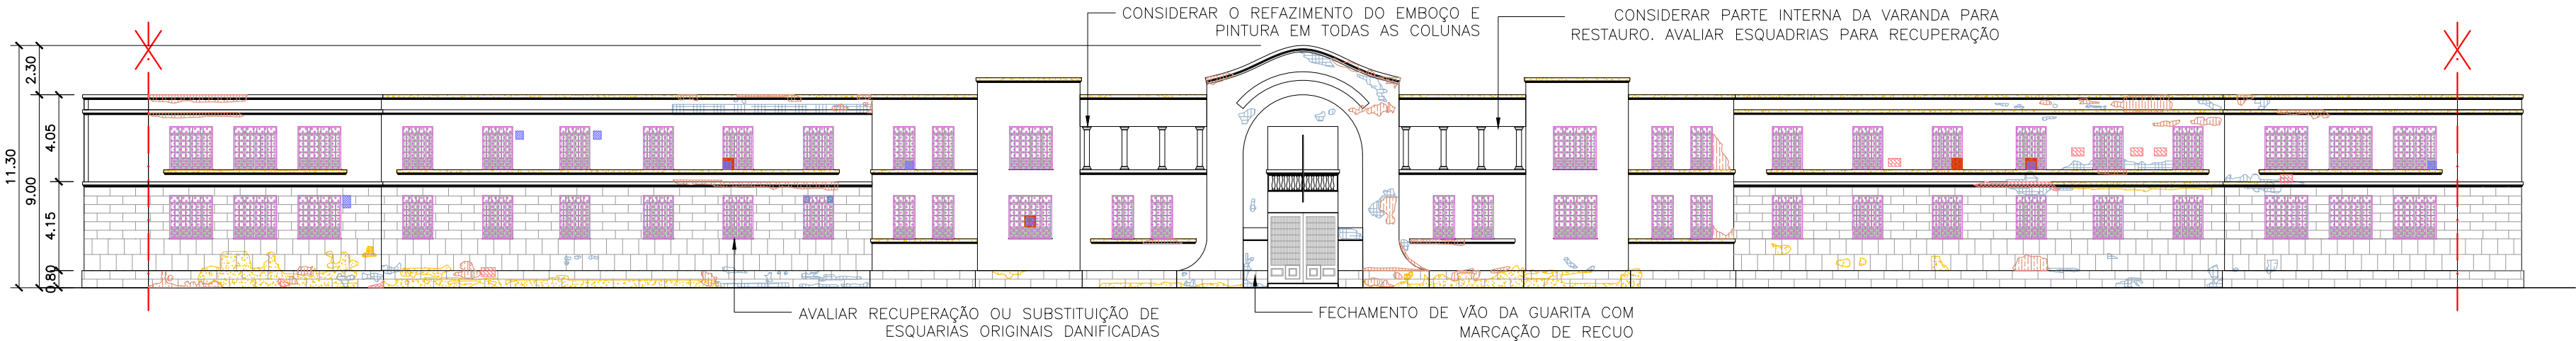 CONSIDERAR O REFAZIMENTO DO EMBOÇO E
PINTURA EM TODAS AS COLUNAS
CONSIDERAR PARTE INTERNA DA VARANDA PARA
RESTAURO. AVALIAR ESQUADRIAS PARA RECUPERAÇÃO
2.30
11.30
9.00
4.05
4.15
0.80
AVALIAR RECUPERAÇÃO OU SUBSTITUIÇÃO DE
ESQUARIAS ORIGINAIS DANIFICADAS
FECHAMENTO DE VÃO DA GUARITA COM
MARCAÇÃO DE RECUO